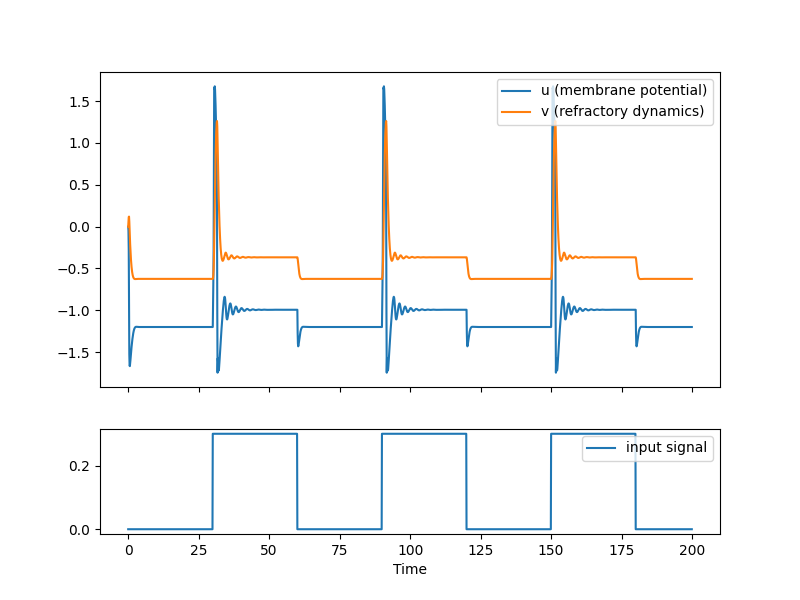 1.5
1.0
0.5
0.0
−0.5
−1.0
−1.5
u (membrane potential)
v (refractory dynamics)
0.2
0.0
input signal
0 25 50 75 100 125 150 175 200
Time